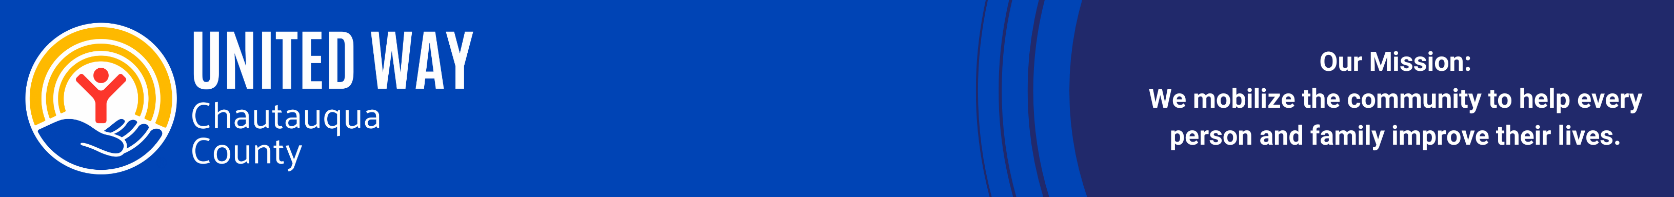 UNITED WAY
Chautauqua
County
Our Mission:
We mobilize the community to help every
person and family improve their lives.